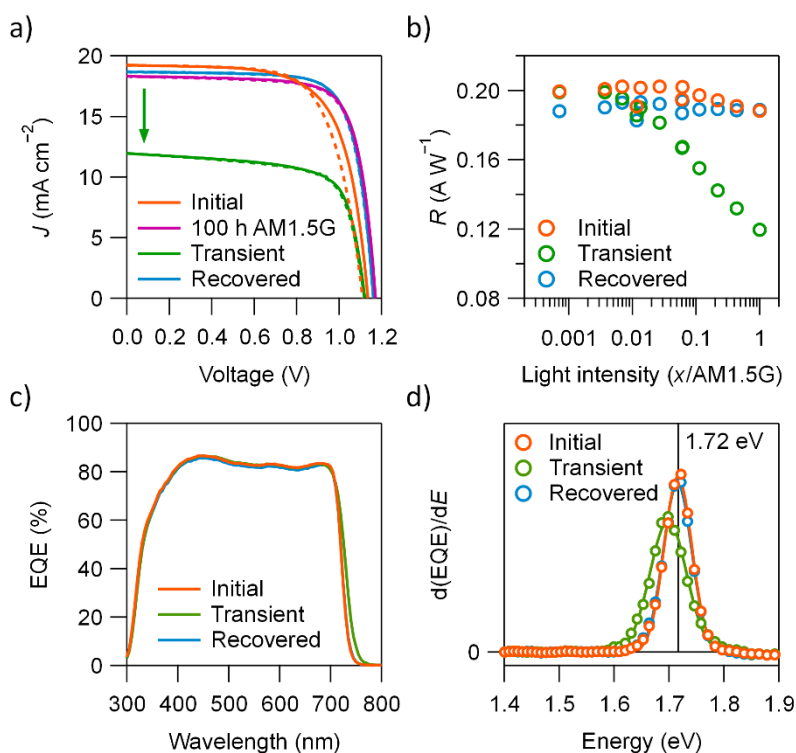 a)
J (mA cm⁻²)
20
15
10
5
0
Initial
100 h AM1.5G
Transient
Recovered
0.0 0.2 0.4 0.6 0.8 1.0 1.2
Voltage (V)
b)
R (A W⁻¹)
0.20
0.16
0.12
0.08
Initial
Transient
Recovered
0.001 0.01 0.1 1
Light intensity (x/AM1.5G)
c)
EQE (%)
100
80
60
40
20
0
Initial
Transient
Recovered
300 400 500 600 700 800
Wavelength (nm)
d)
d(EQE)/dE
Initial
Transient
Recovered
1.72 eV
0
1.4 1.5 1.6 1.7 1.8 1.9
Energy (eV)